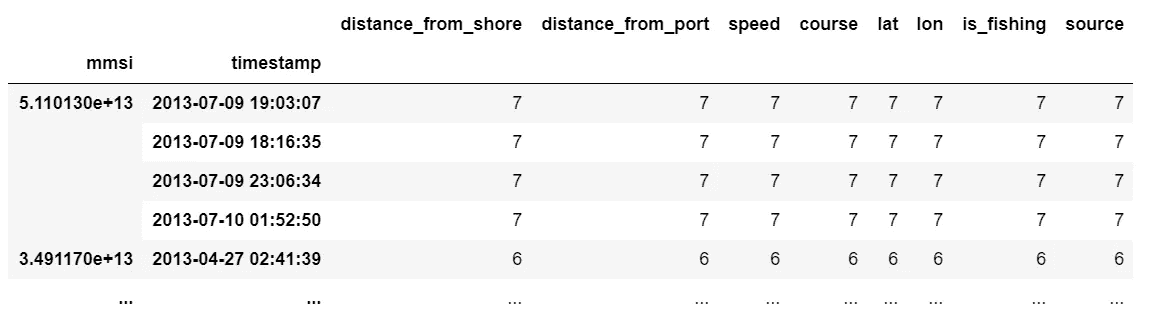 distance_from_shore distance_from_port speed course lat lon is_fishing source
mmsi timestamp
5.110130e+13 2013-07-09 19:03:07 7 7 7 7 7 7 7 7
2013-07-09 18:16:35 7 7 7 7 7 7 7 7
2013-07-09 23:06:34 7 7 7 7 7 7 7 7
2013-07-10 01:52:50 7 7 7 7 7 7 7 7
3.491170e+13 2013-04-27 02:41:39 6 6 6 6 6 6 6 6
... ... ... ... ... ... ... ... ... ...